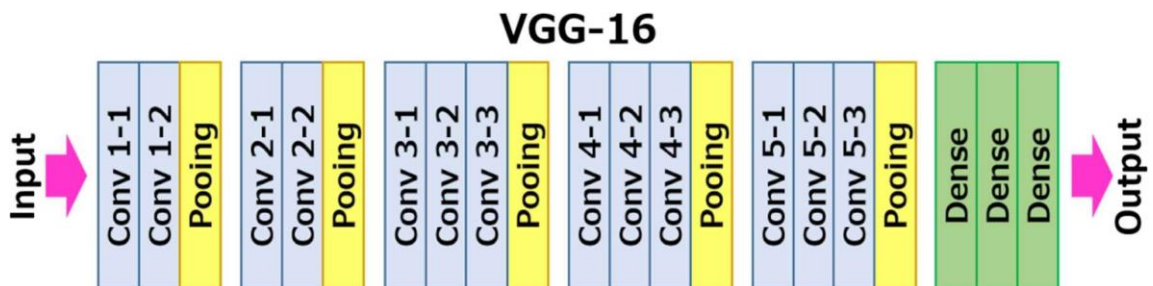 VGG-16
Input
Conv 1-1
Conv 1-2
Pooing
Conv 2-1
Conv 2-2
Pooing
Conv 3-1
Conv 3-2
Conv 3-3
Pooing
Conv 4-1
Conv 4-2
Conv 4-3
Pooing
Conv 5-1
Conv 5-2
Conv 5-3
Pooing
Dense
Dense
Dense
Output